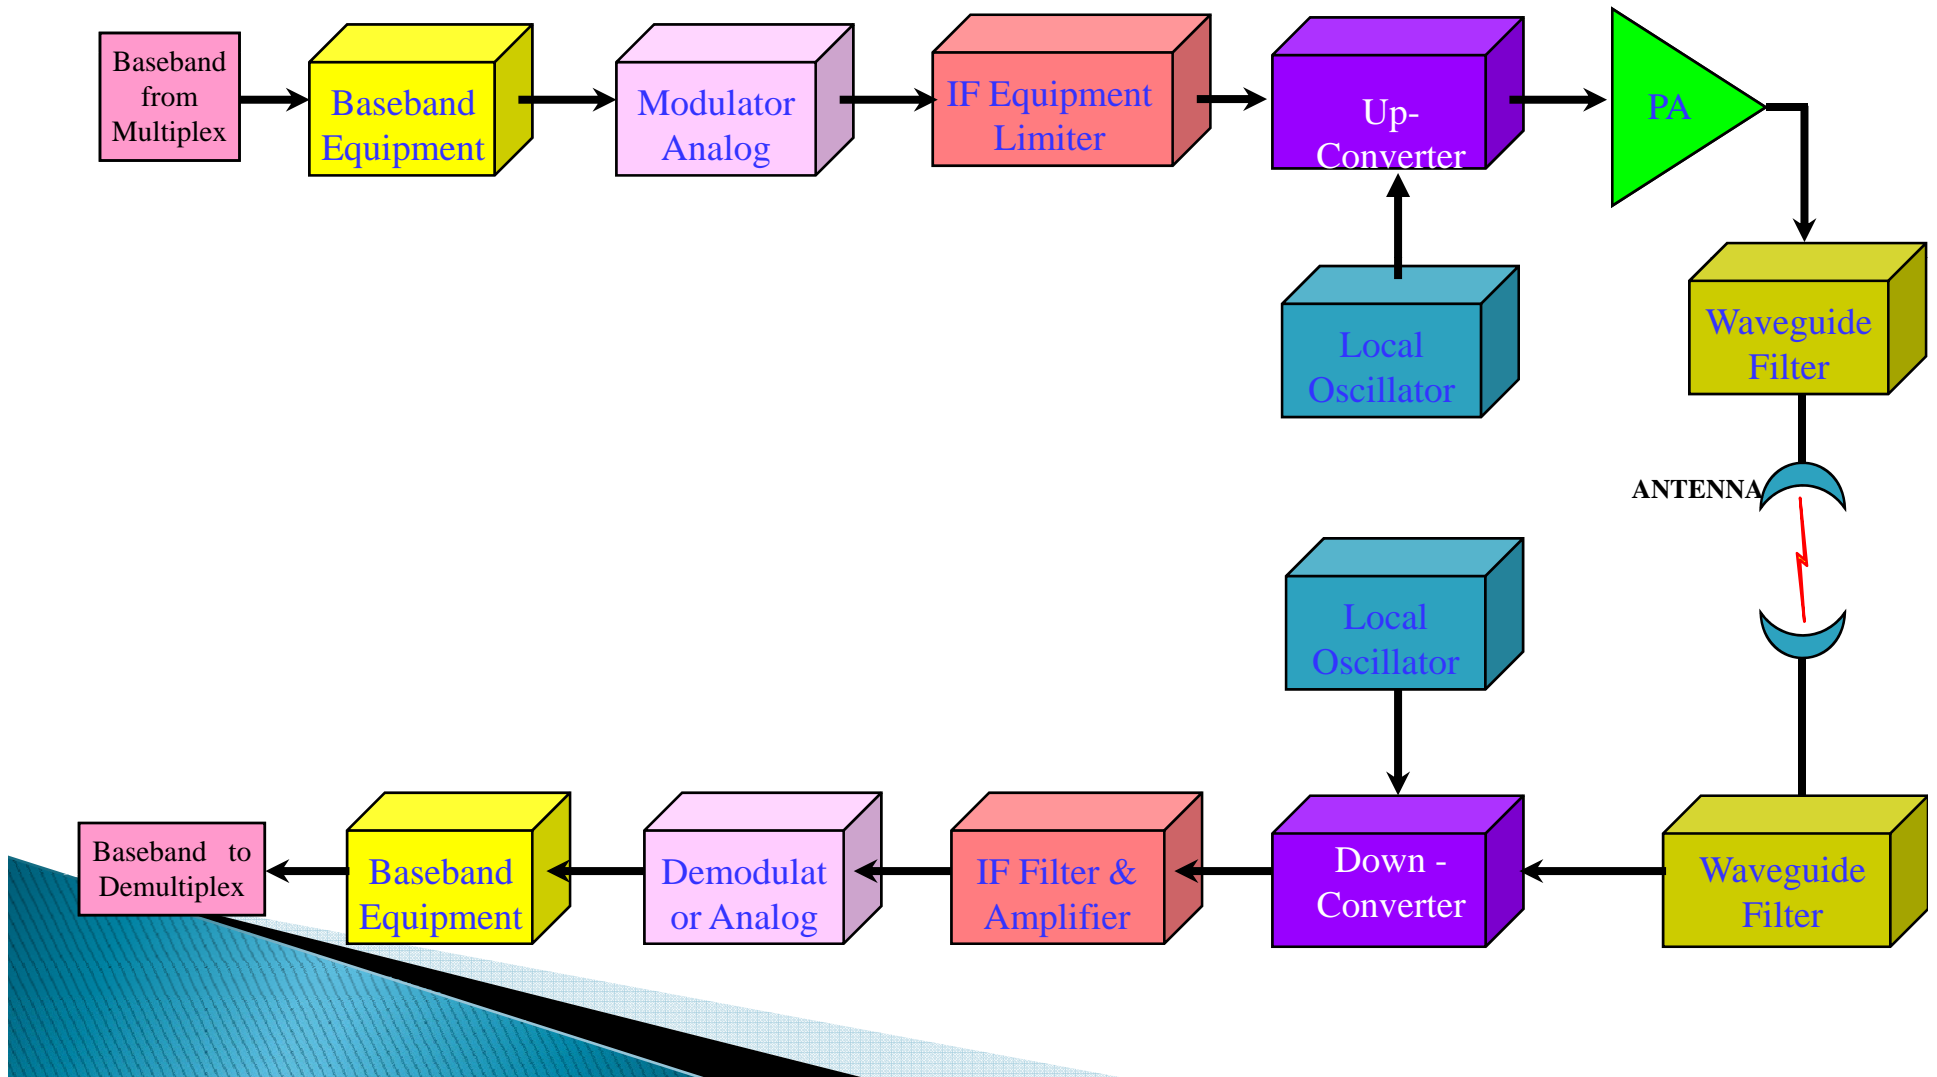 Baseband
from
Multiplex
Baseband
Equipment
Modulator
Analog
IF Equipment
Limiter
Up-
Converter
PA
Local
Oscillator
Waveguide
Filter
ANTENNA
Local
Oscillator
Baseband to
Demultiplex
Baseband
Equipment
Demodulat
or Analog
IF Filter &
Amplifier
Down -
Converter
Waveguide
Filter